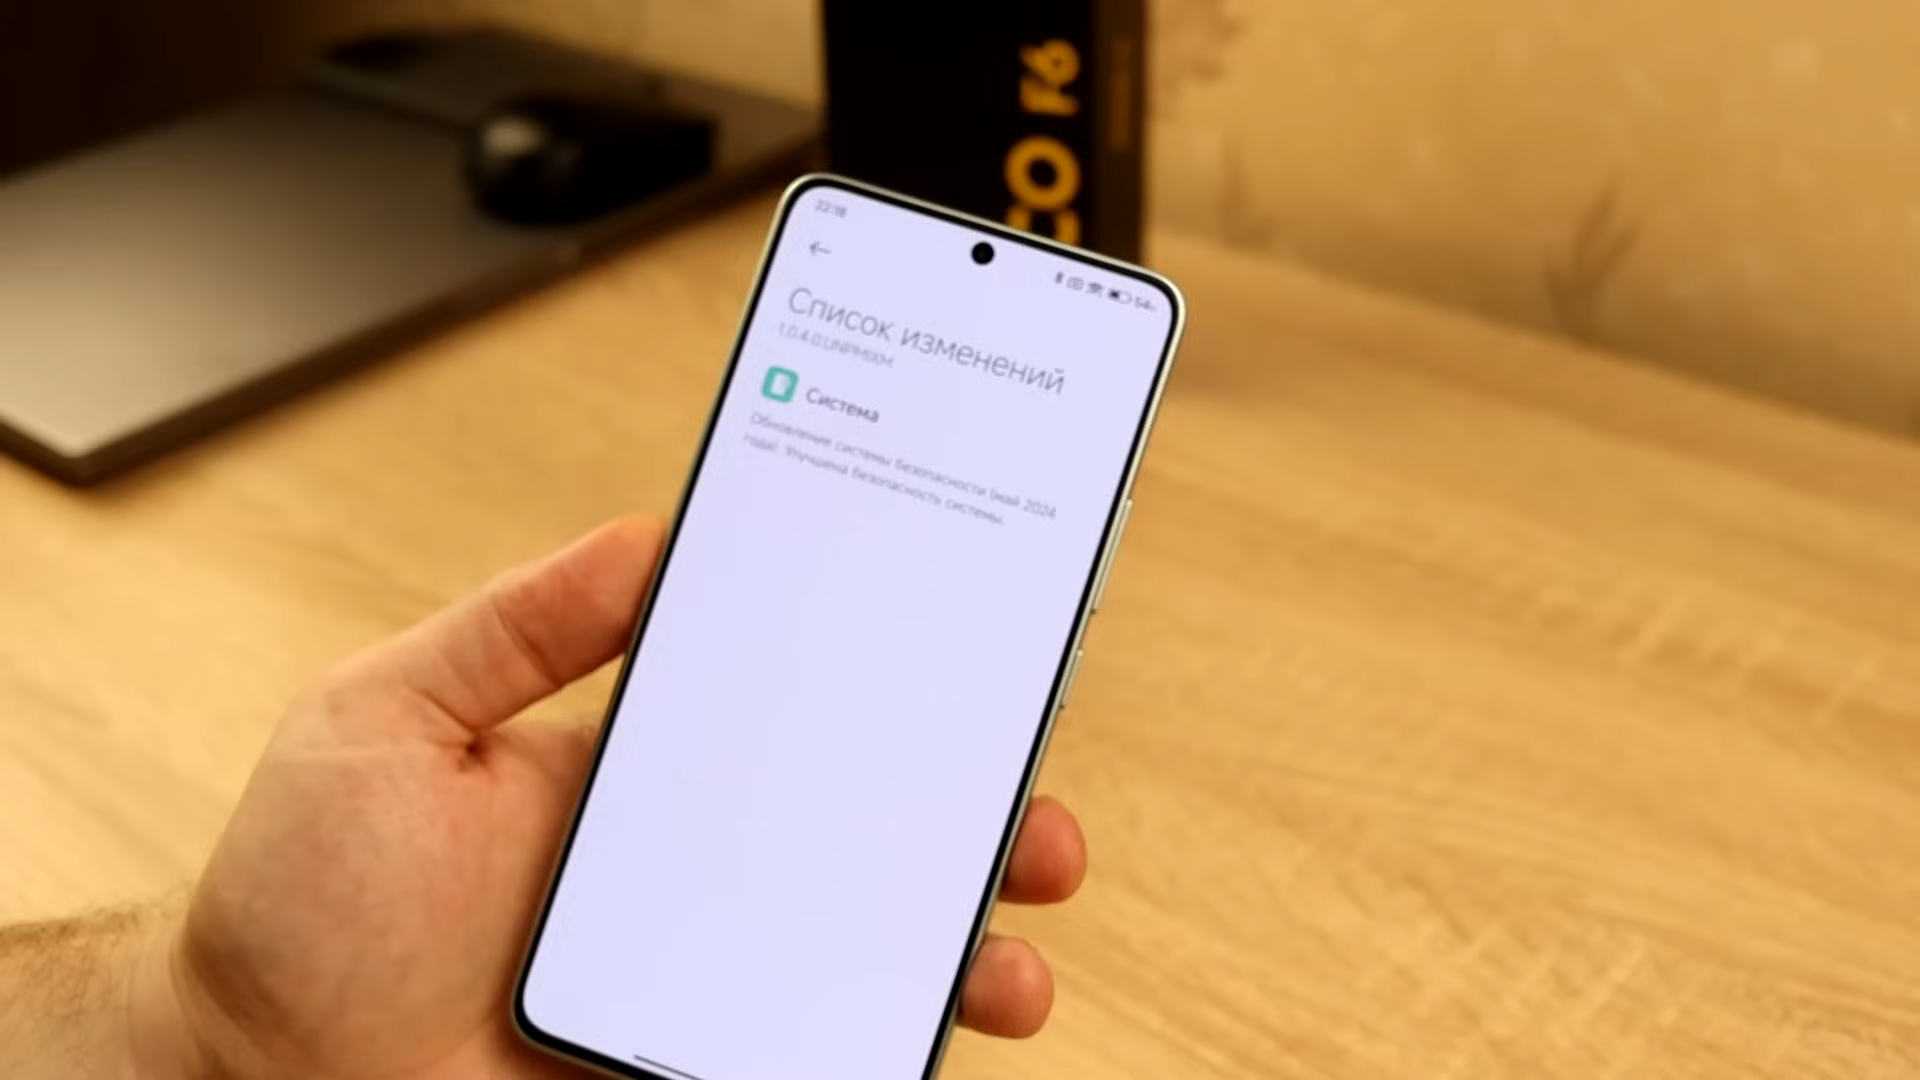 CO F6
22:18
Список изменений
1.0.4.0.UNPMIXM
Система
Обновление системы безопасности (май 2024
года). Улучшена безопасность системы.